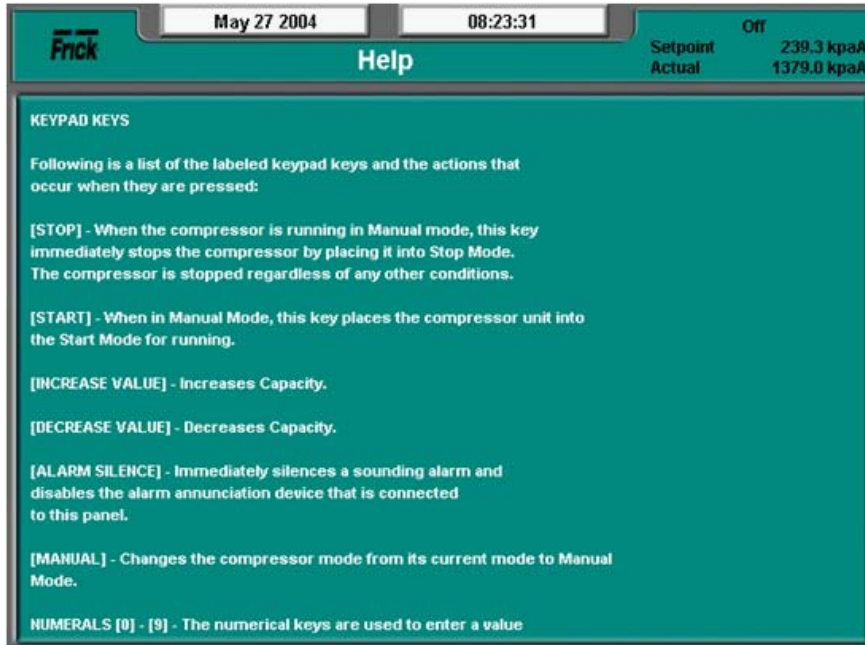 May 27 2004
08:23:31
Frick
Help
Off
Setpoint 239.3 kpaA
Actual 1379.0 kpaA
KEYPAD KEYS
Following is a list of the labeled keypad keys and the actions that
occur when they are pressed:
[STOP] - When the compressor is running in Manual mode, this key
immediately stops the compressor by placing it into Stop Mode.
The compressor is stopped regardless of any other conditions.
[START] - When in Manual Mode, this key places the compressor unit into
the Start Mode for running.
[INCREASE VALUE] - Increases Capacity.
[DECREASE VALUE] - Decreases Capacity.
[ALARM SILENCE] - Immediately silences a sounding alarm and
disables the alarm annunciation device that is connected
to this panel.
[MANUAL] - Changes the compressor mode from its current mode to Manual
Mode.
NUMERALS [0] - [9] - The numerical keys are used to enter a value